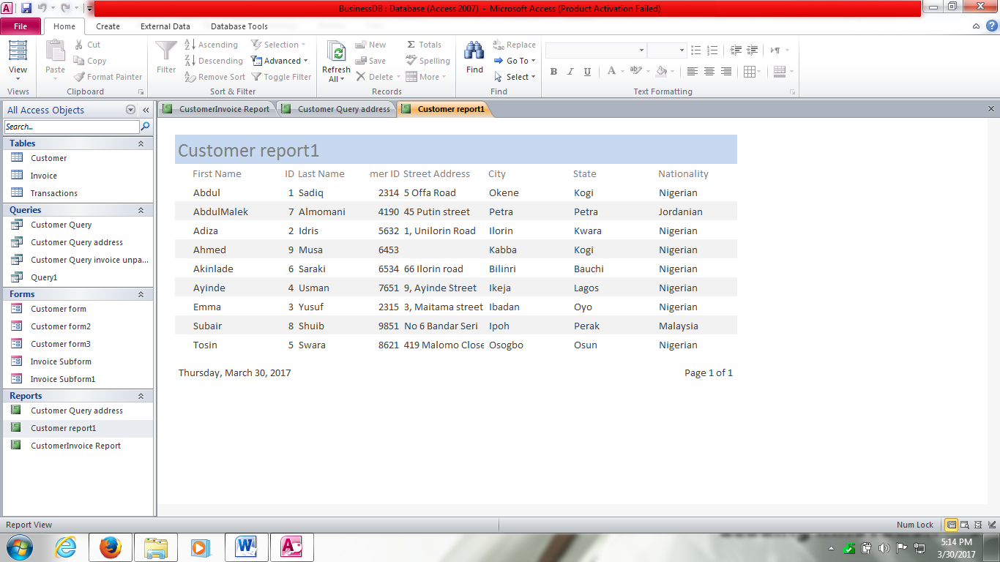 BusinessDB : Database (Access 2007) - Microsoft Access (Product Activation Failed)
File Home Create External Data Database Tools
View
Views
Paste
Cut
Copy
Format Painter
Clipboard
Filter
Ascending
Descending
Remove Sort
Selection
Advanced
Toggle Filter
Sort & Filter
Refresh All
New
Save
Delete
Totals
Spelling
More
Records
Find
Replace
Go To
Select
Find
B I U A ab
Text Formatting
All Access Objects
Search...
Tables
Customer
Invoice
Transactions
Queries
Customer Query
Customer Query address
Customer Query invoice unpa...
Query1
Forms
Customer form
Customer form2
Customer form3
Invoice Subform
Invoice Subform1
Reports
Customer Query address
Customer report1
CustomerInvoice Report
CustomerInvoice Report Customer Query address Customer report1
Customer report1
First Name ID Last Name omer ID Street Address City State Nationality
Abdul 1 Sadiq 2314 5 Offa Road Okene Kogi Nigerian
AbdulMalek 7 Almomani 4190 45 Putin street Petra Petra Jordanian
Adiza 2 Idris 5632 1, Unilorin Road Ilorin Kwara Nigerian
Ahmed 9 Musa 6453 Kabba Kogi Nigerian
Akinlade 6 Saraki 6534 66 Ilorin road Bilinri Bauchi Nigerian
Ayinde 4 Usman 7651 9, Ayinde Street Ikeja Lagos Nigerian
Emma 3 Yusuf 2315 3, Maitama street Ibadan Oyo Nigerian
Subair 8 Shuib 9851 No 6 Bandar Seri Ipoh Perak Malaysia
Tosin 5 Swara 8621 419 Malomo Close Osogbo Osun Nigerian
Thursday, March 30, 2017 Page 1 of 1
Report View Num Lock
5:14 PM
3/30/2017